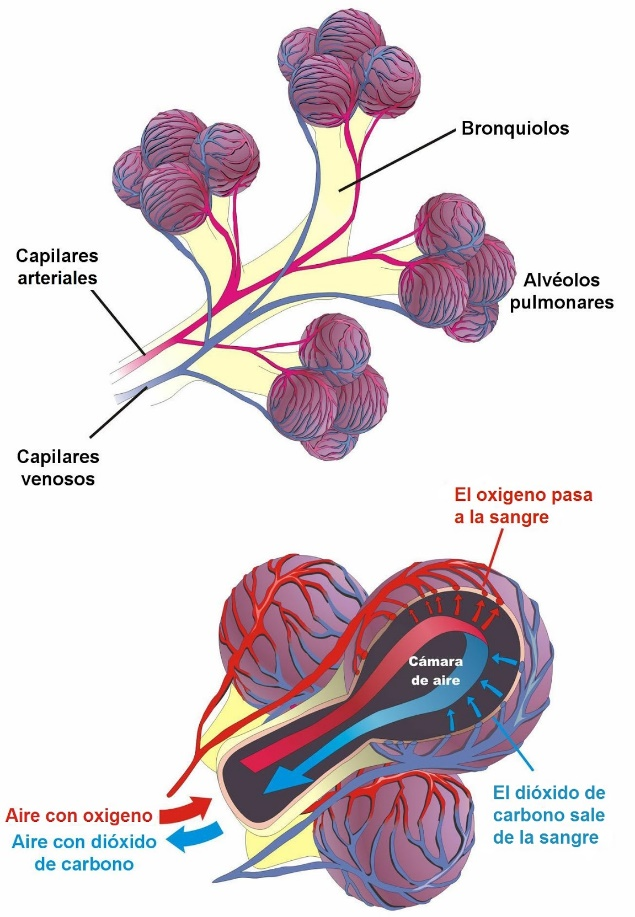 Bronquiolos
Capilares
arteriales
Alvéolos
pulmonares
Capilares
venosos
El oxigeno pasa
a la sangre
Cámara
de aire
Aire con oxigeno
Aire con dióxido
de carbono
El dióxido de
carbono sale
de la sangre